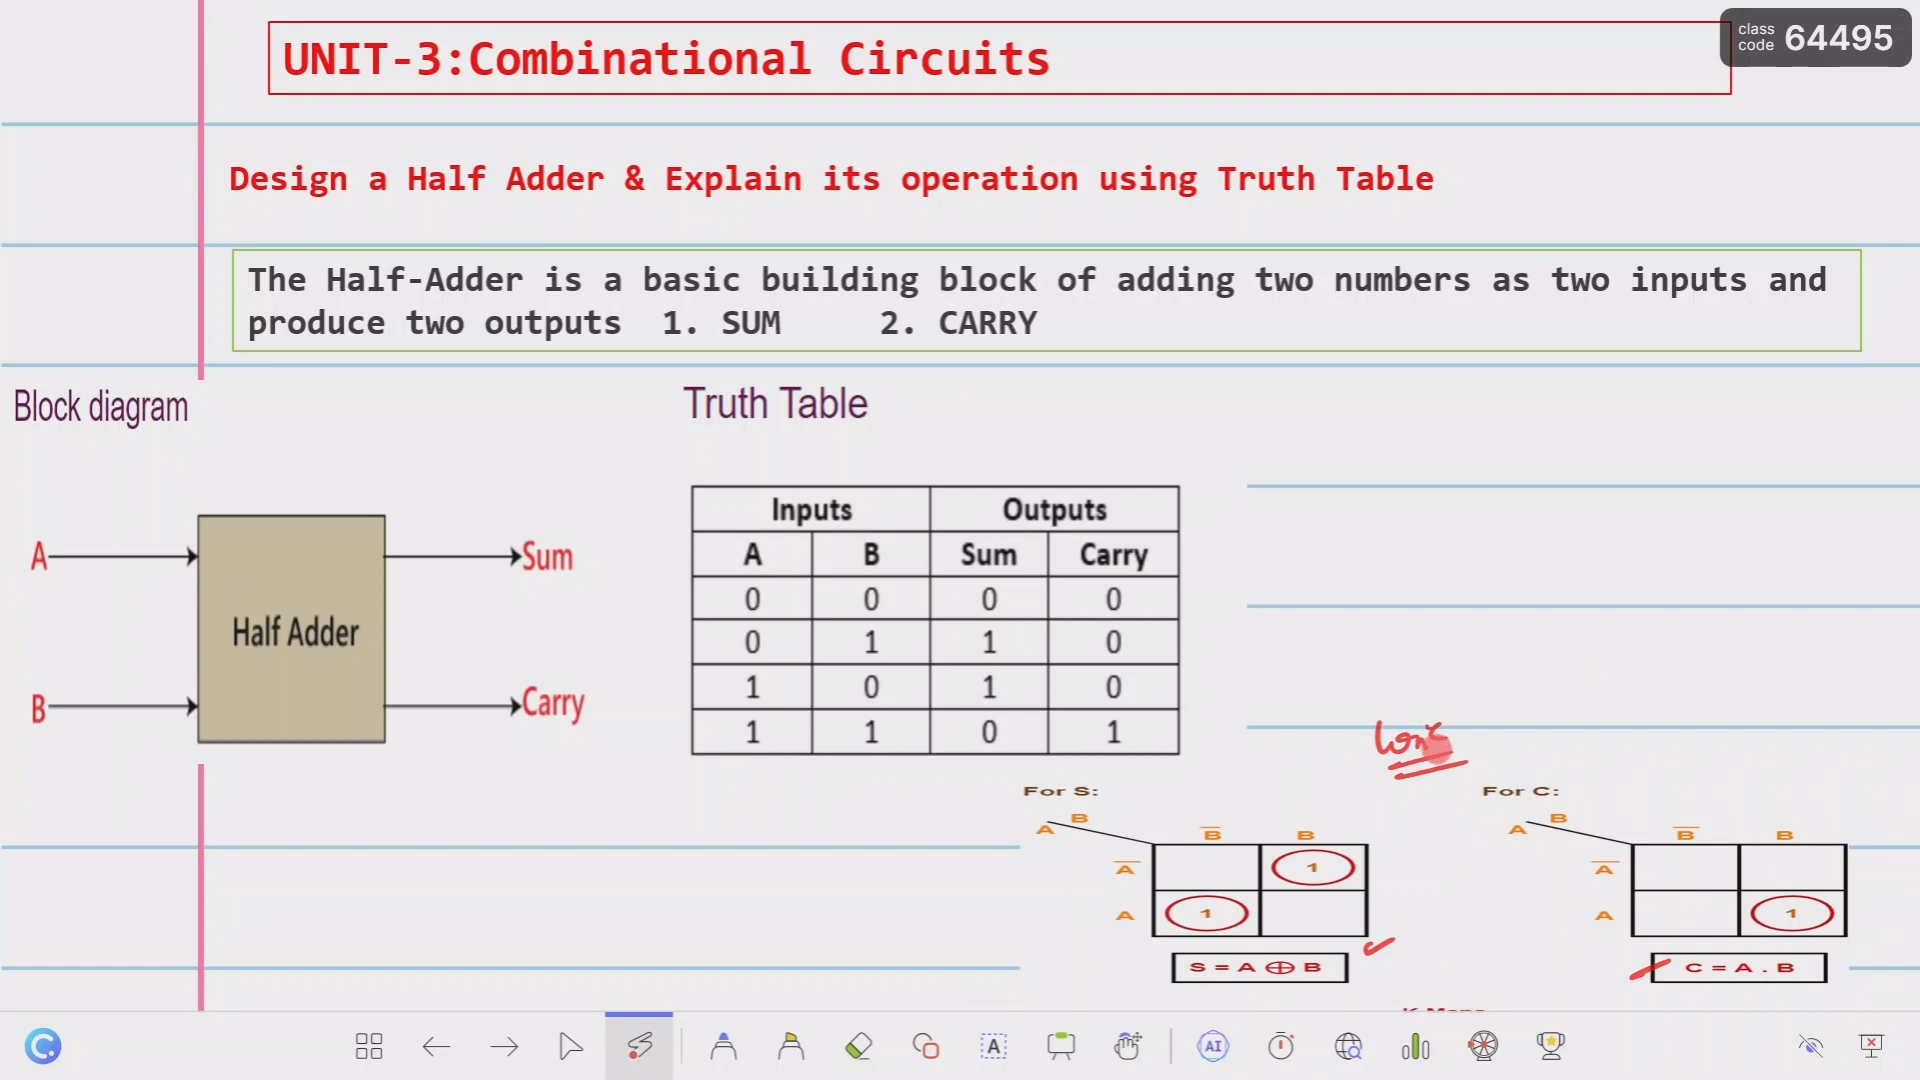 UNIT-3:Combinational Circuits
class code 64495
Design a Half Adder & Explain its operation using Truth Table
The Half-Adder is a basic building block of adding two numbers as two inputs and
produce two outputs 1. SUM 2. CARRY
Block diagram
Truth Table
A Sum
Half Adder
B Carry
Inputs Outputs
A B Sum Carry
0 0 0 0
0 1 1 0
1 0 1 0
1 1 0 1
For S:
B
A
B̅ B
A̅ 1
A 1
S = A ⊕ B
For C:
B
A
B̅ B
A̅
A 1
C = A . B
A
AI